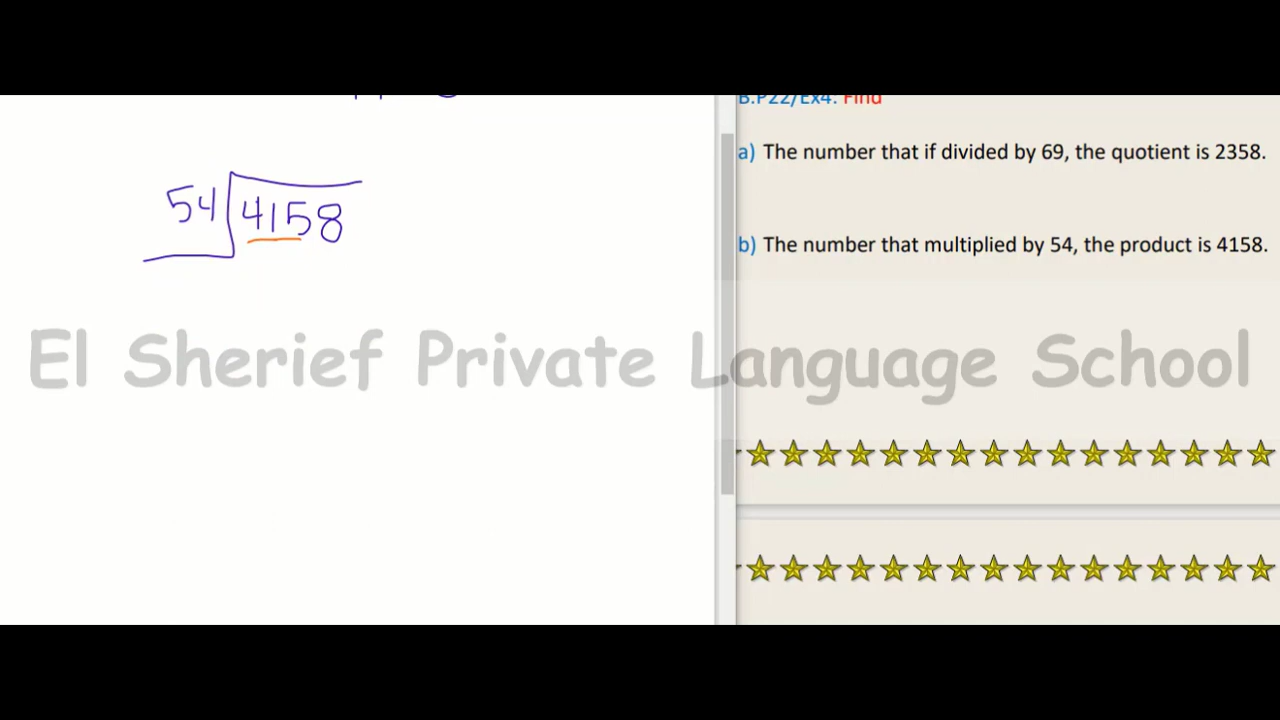 B.P22/Ex4: Find
a) The number that if divided by 69, the quotient is 2358.
b) The number that multiplied by 54, the product is 4158.
54 4158
El Sherief Private Language School